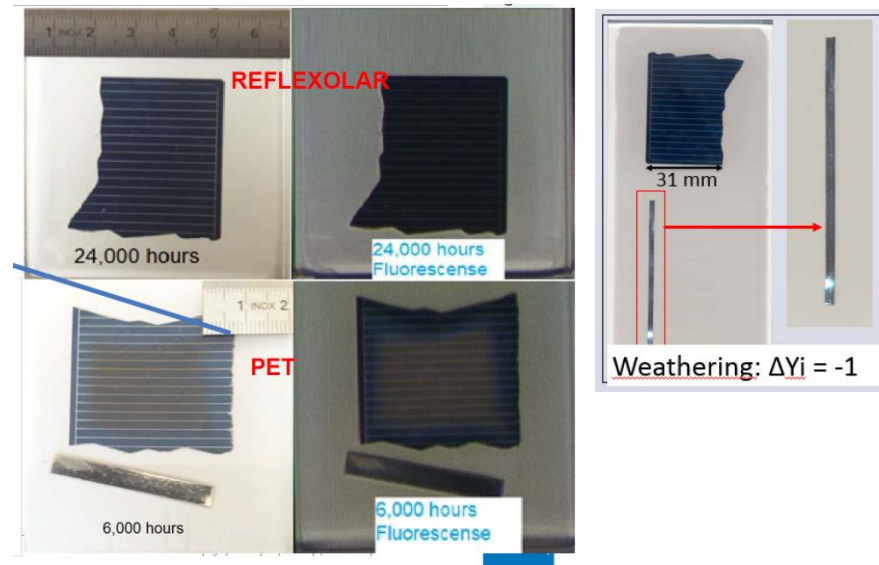 1 INOX 2 3 4 5 6
REFLEXOLAR
24,000 hours
24,000 hours
Fluorescense
1 INOX 2
PET
6,000 hours
6,000 hours
Fluorescense
31 mm
Weathering: ΔYi = -1